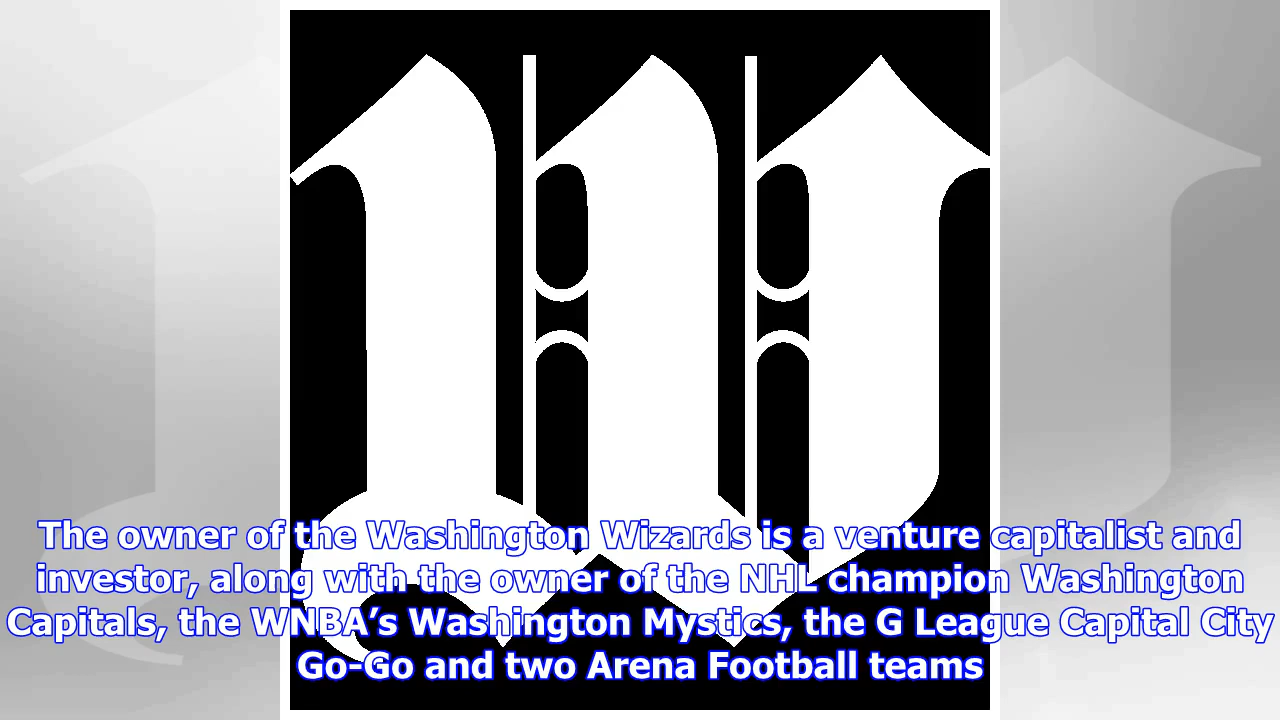 W
The owner of the Washington Wizards is a venture capitalist and
investor, along with the owner of the NHL champion Washington
Capitals, the WNBA’s Washington Mystics, the G League Capital City
Go-Go and two Arena Football teams